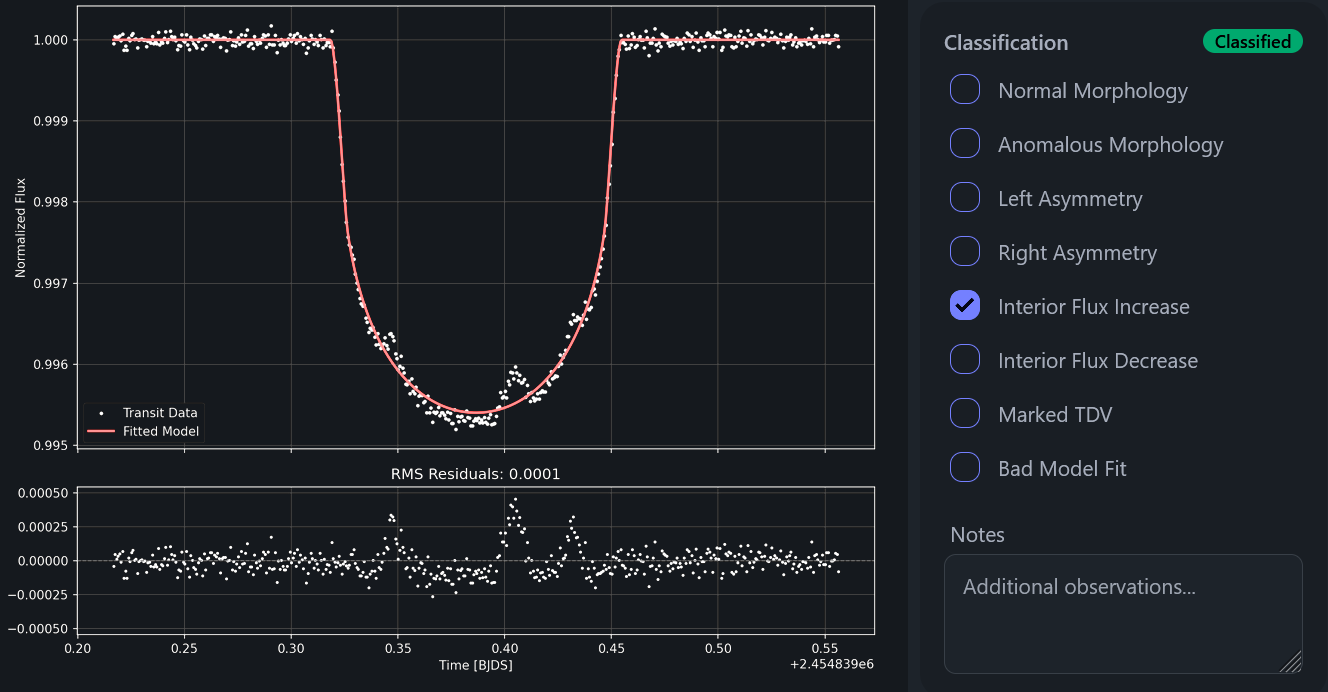 1.000
0.999
0.998
0.997
0.996
0.995
Normalized Flux
Transit Data
Fitted Model
RMS Residuals: 0.0001
0.00050
0.00025
0.00000
−0.00025
−0.00050
0.20 0.25 0.30 0.35 0.40 0.45 0.50 0.55
Time [BJDS]
+2.454839e6
Classification
Classified
Normal Morphology
Anomalous Morphology
Left Asymmetry
Right Asymmetry
Interior Flux Increase
Interior Flux Decrease
Marked TDV
Bad Model Fit
Notes
Additional observations...